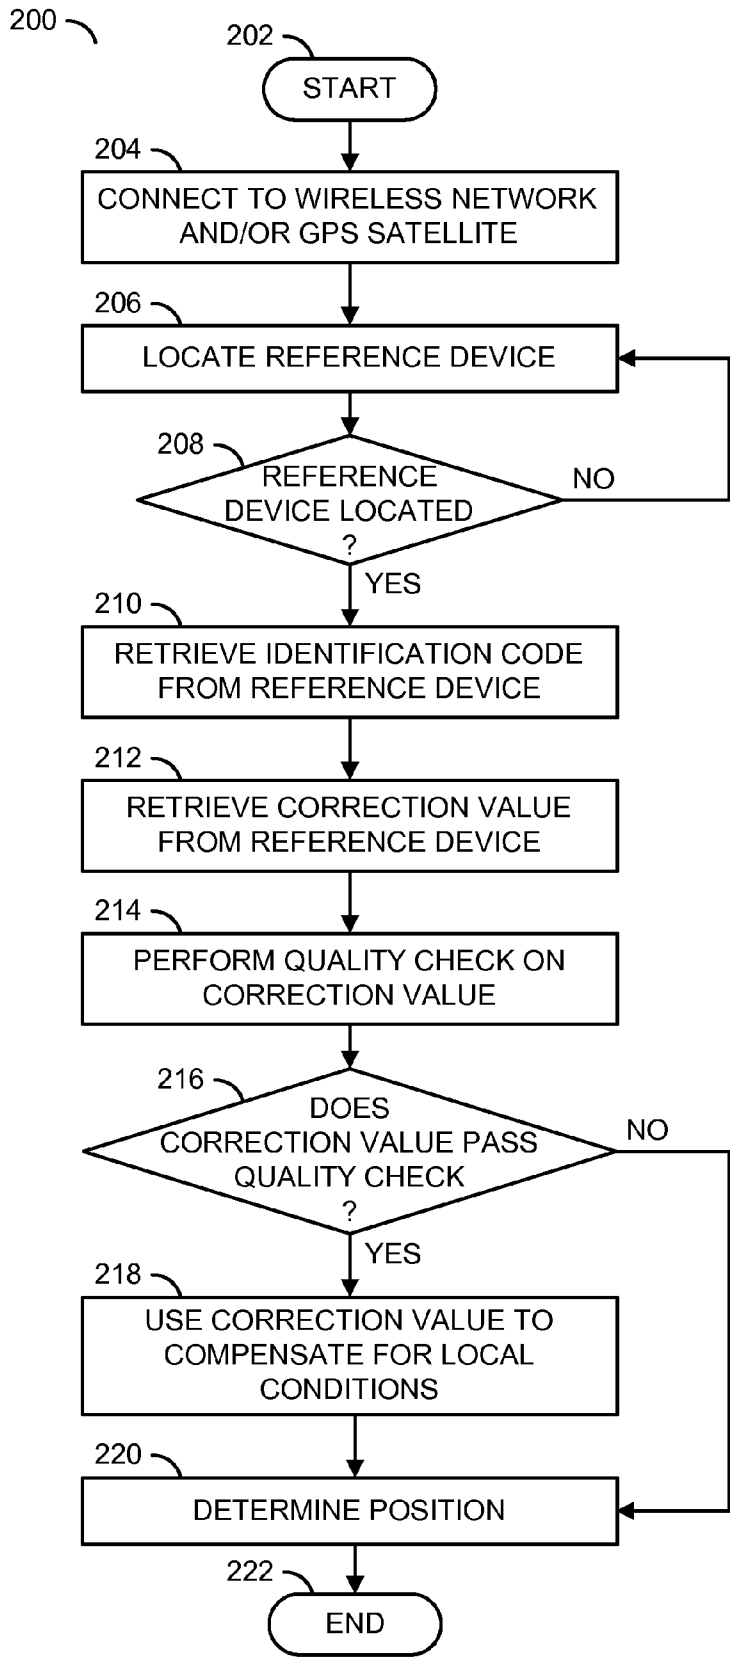 200
202
START
204
CONNECT TO WIRELESS NETWORK
AND/OR GPS SATELLITE
206
LOCATE REFERENCE DEVICE
208
REFERENCE
DEVICE LOCATED
?
NO
YES
210
RETRIEVE IDENTIFICATION CODE
FROM REFERENCE DEVICE
212
RETRIEVE CORRECTION VALUE
FROM REFERENCE DEVICE
214
PERFORM QUALITY CHECK ON
CORRECTION VALUE
216
DOES
CORRECTION VALUE PASS
QUALITY CHECK
?
NO
YES
218
USE CORRECTION VALUE TO
COMPENSATE FOR LOCAL
CONDITIONS
220
DETERMINE POSITION
222
END